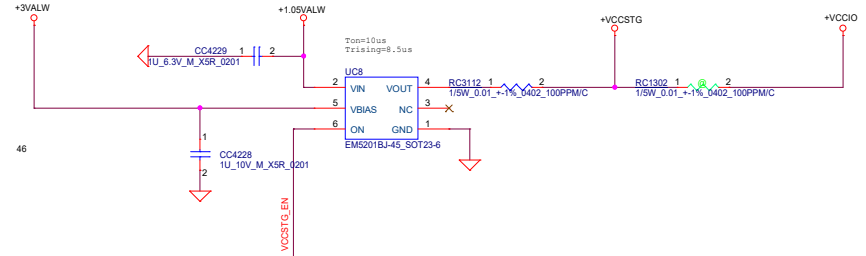 +3VALW
+1.05VALW
+VCCSTG
+VCCIO
Ton=10us
Trising=8.5us
CC4229 1 2
1U_6.3V_M_X5R_0201
UC8
2 VIN VOUT 4
5 VBIAS NC 3
6 ON GND 1
EM5201BJ-45_SOT23-6
RC3112 1 2
1/5W_0.01_+-1%_0402_100PPM/C
RC1302 1 @ 2
1/5W_0.01_+-1%_0402_100PPM/C
46
1
CC4228
1U_10V_M_X5R_0201
2
VCCSTG_EN